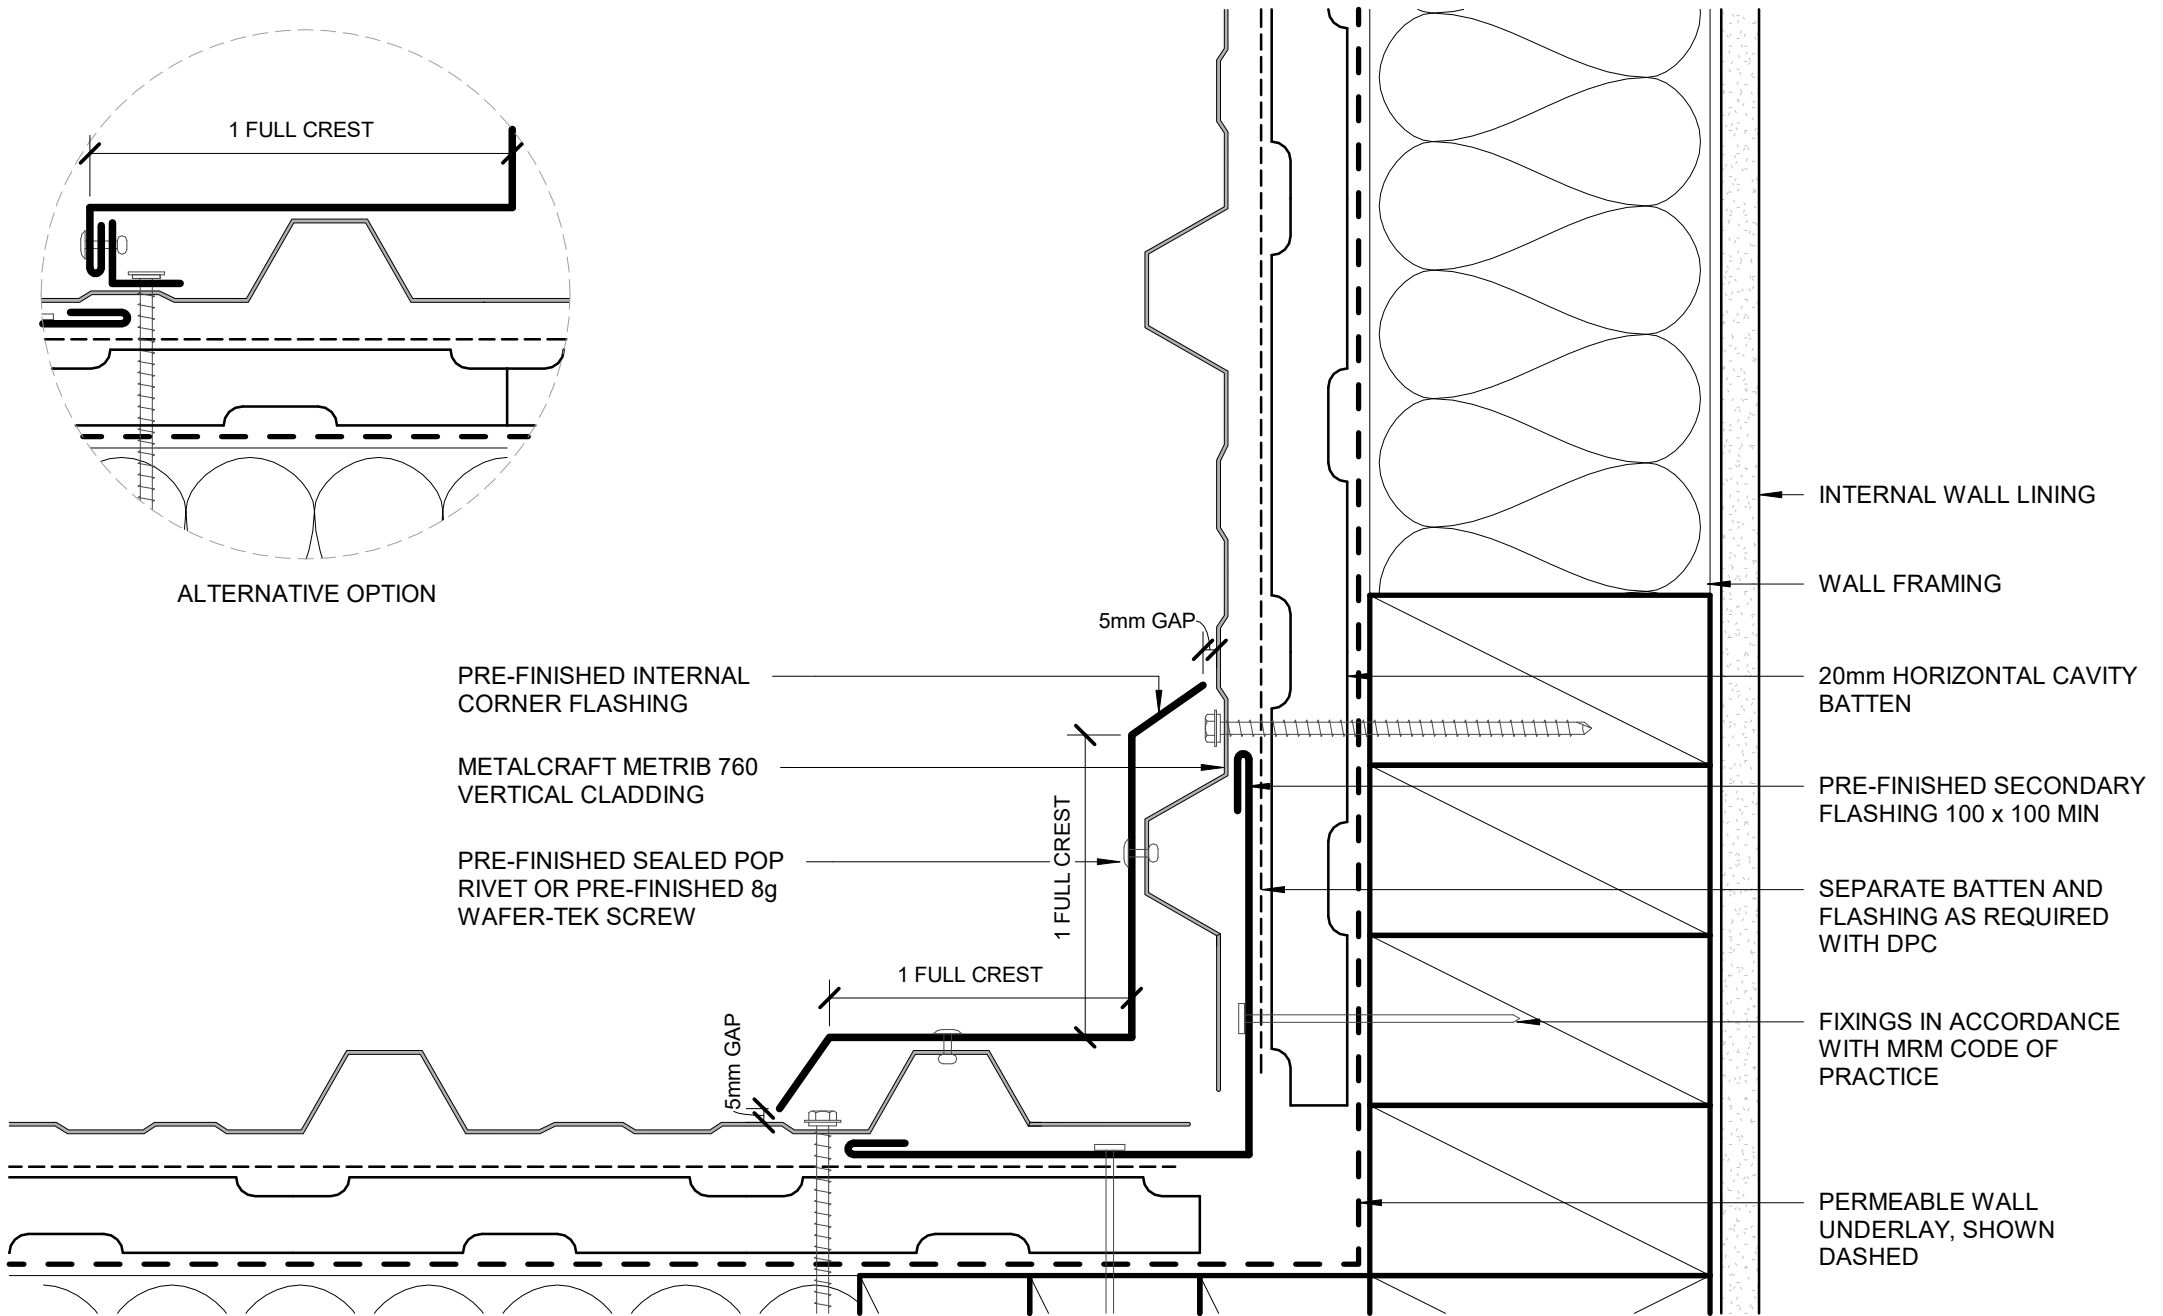 1 FULL CREST
ALTERNATIVE OPTION
5mm GAP
PRE-FINISHED INTERNAL
CORNER FLASHING
METALCRAFT METRIB 760
VERTICAL CLADDING
PRE-FINISHED SEALED POP
RIVET OR PRE-FINISHED 8g
WAFER-TEK SCREW
1 FULL CREST
1 FULL CREST
5mm GAP
INTERNAL WALL LINING
WALL FRAMING
20mm HORIZONTAL CAVITY
BATTEN
PRE-FINISHED SECONDARY
FLASHING 100 x 100 MIN
SEPARATE BATTEN AND
FLASHING AS REQUIRED
WITH DPC
FIXINGS IN ACCORDANCE
WITH MRM CODE OF
PRACTICE
PERMEABLE WALL
UNDERLAY, SHOWN
DASHED